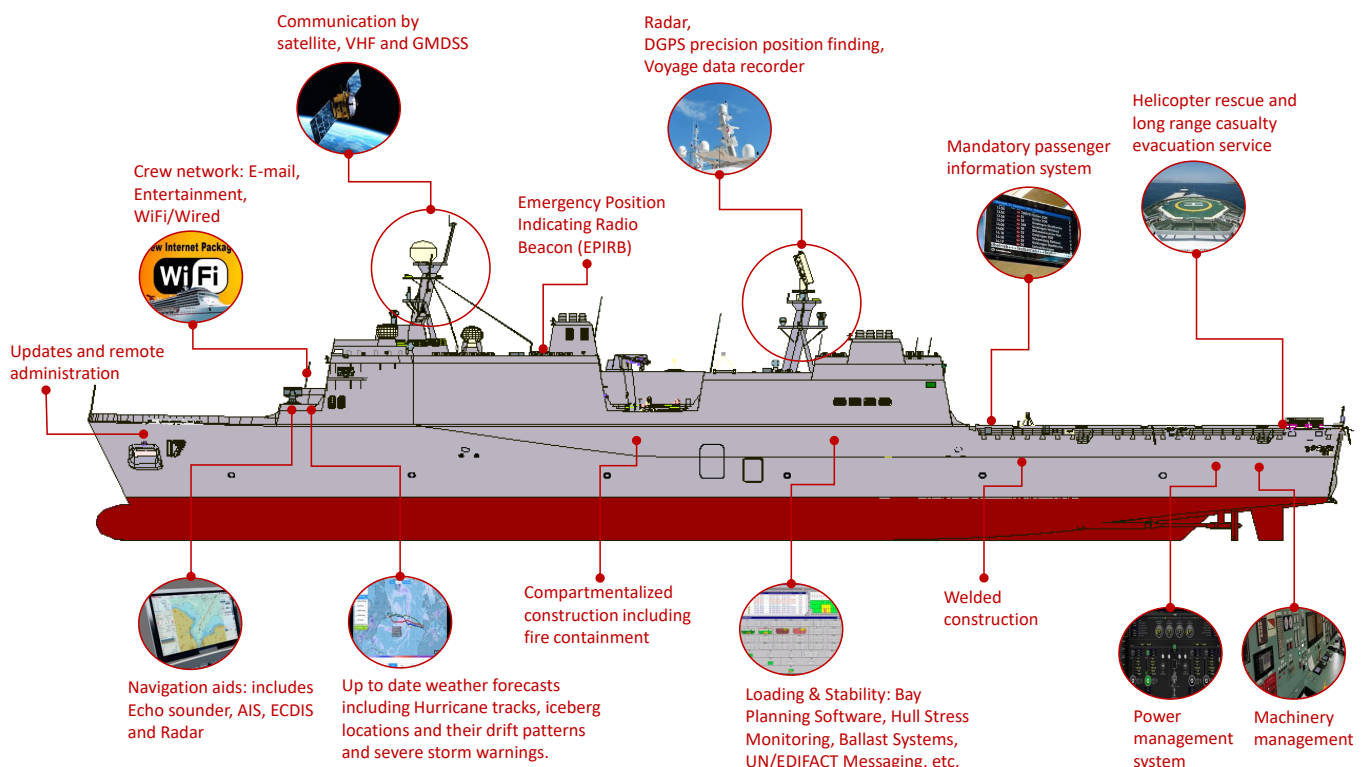 Communication by
satellite, VHF and GMDSS
Radar,
DGPS precision position finding,
Voyage data recorder
Helicopter rescue and
long range casualty
evacuation service
Mandatory passenger
information system
Crew network: E-mail,
Entertainment,
WiFi/Wired
ew Internet Packag
Wi Fi
Emergency Position
Indicating Radio
Beacon (EPIRB)
Updates and remote
administration
Navigation aids: includes
Echo sounder, AIS, ECDIS
and Radar
Up to date weather forecasts
including Hurricane tracks, iceberg
locations and their drift patterns
and severe storm warnings.
Compartmentalized
construction including
fire containment
Loading & Stability: Bay
Planning Software, Hull Stress
Monitoring, Ballast Systems,
UN/EDIFACT Messaging, etc.
Welded
construction
Power
management
system
Machinery
management